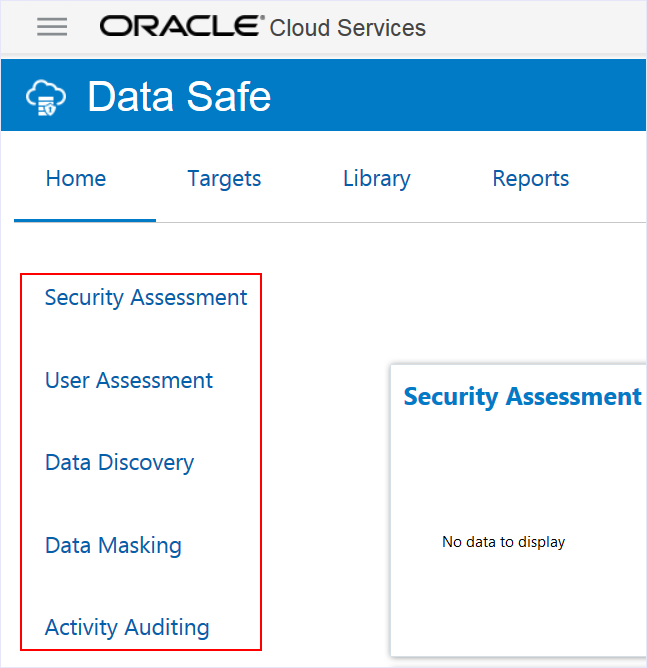 ORACLE® Cloud Services
Data Safe
Home Targets Library Reports
Security Assessment
User Assessment
Data Discovery
Data Masking
Activity Auditing
Security Assessment
No data to display